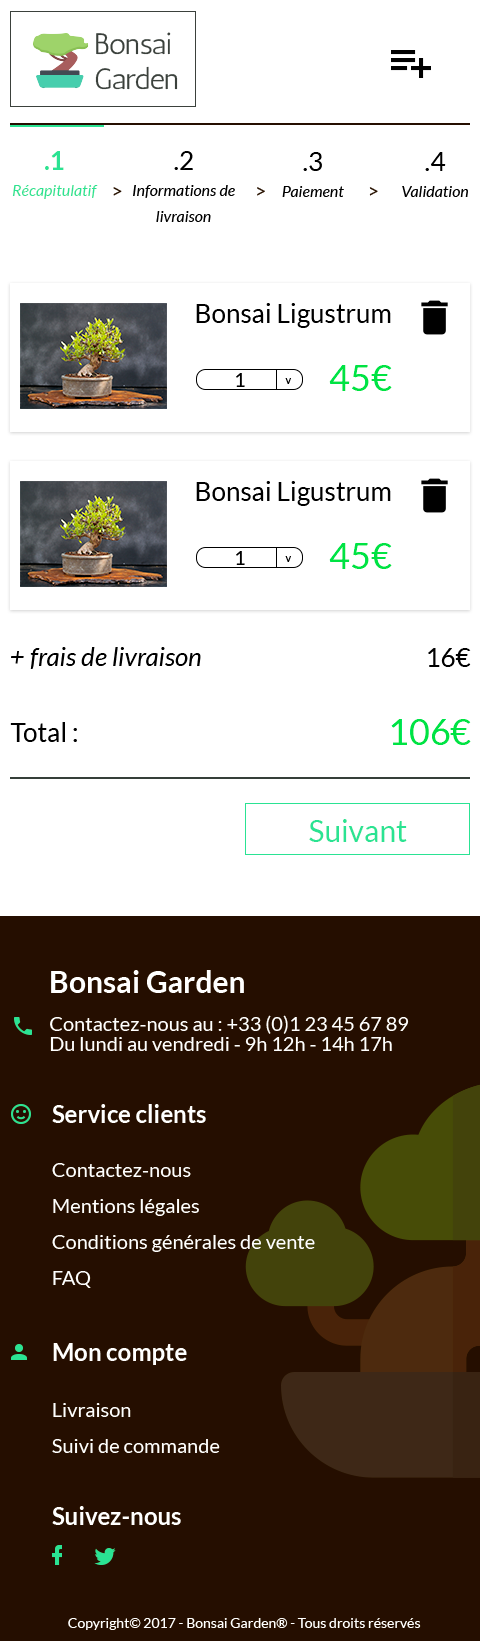 Bonsai
Garden
.1 .2 .3 .4
Récapitulatif > Informations de > Paiement > Validation
livraison
Bonsai Ligustrum
1 v 45€
Bonsai Ligustrum
1 v 45€
+ frais de livraison 16€
Total : 106€
Suivant
Bonsai Garden
Contactez-nous au : +33 (0)1 23 45 67 89
Du lundi au vendredi - 9h 12h - 14h 17h
Service clients
Contactez-nous
Mentions légales
Conditions générales de vente
FAQ
Mon compte
Livraison
Suivi de commande
Suivez-nous
Copyright© 2017 - Bonsai Garden® - Tous droits réservés